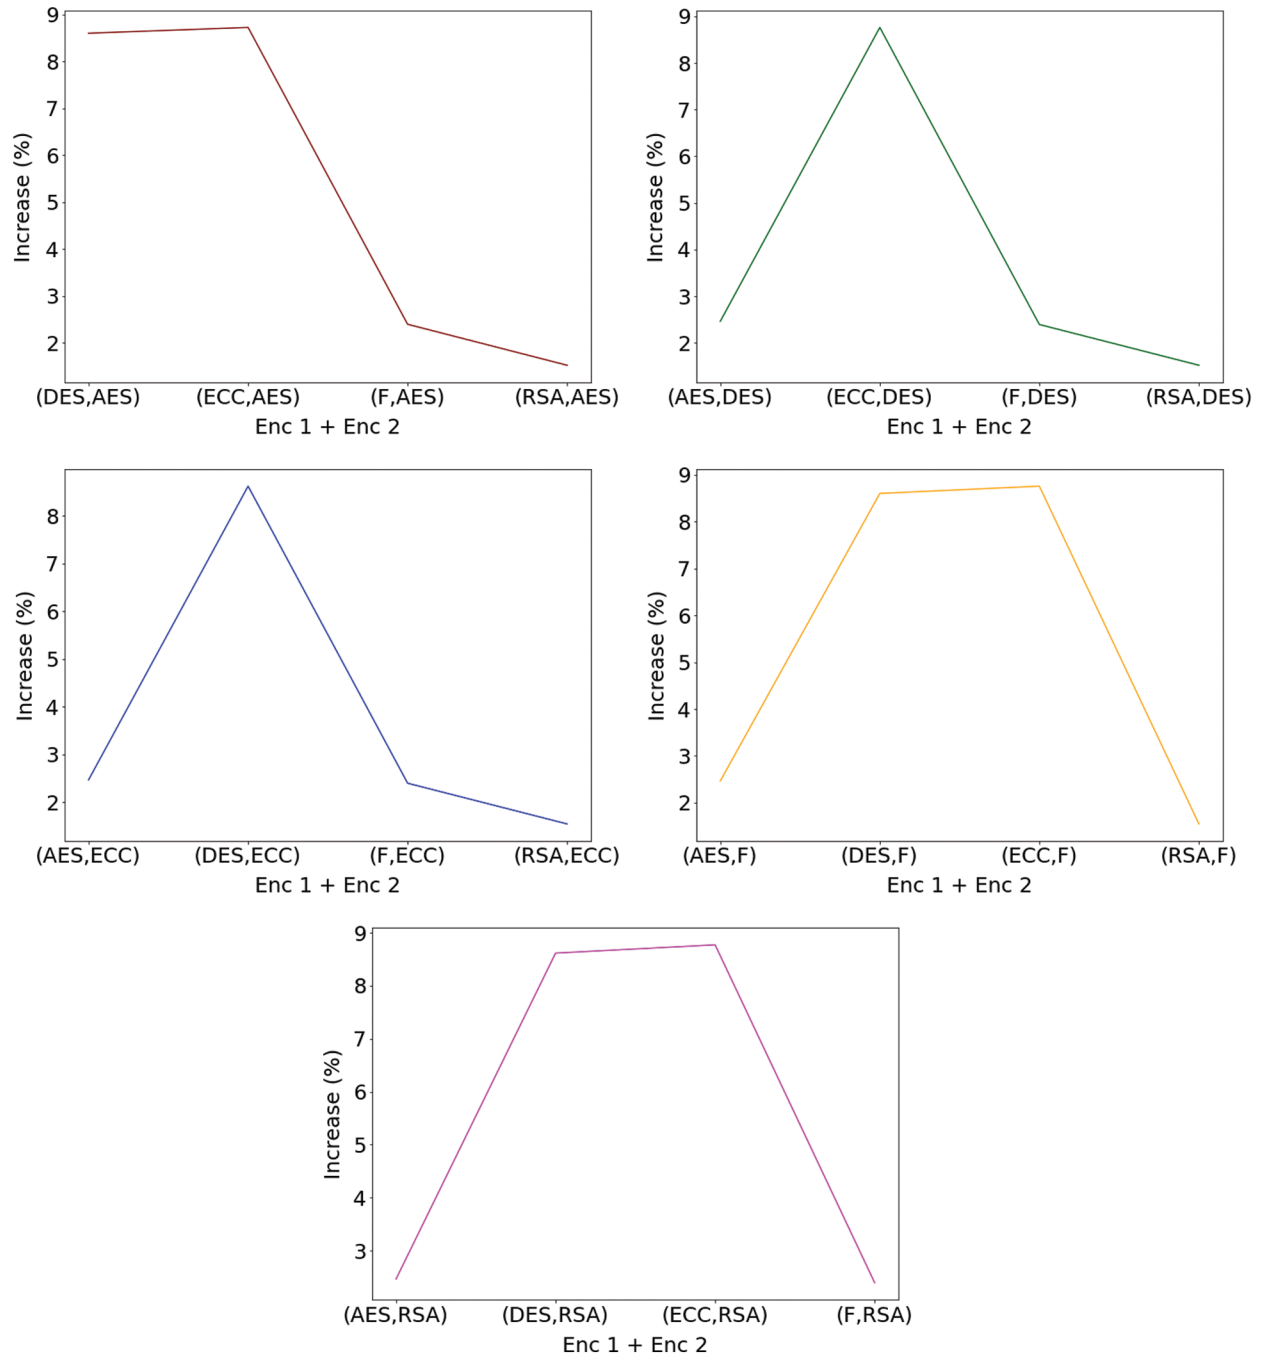 9
8
7
6
5
4
3
2
Increase (%)
(DES,AES) (ECC,AES) (F,AES) (RSA,AES)
Enc 1 + Enc 2
9
8
7
6
5
4
3
2
Increase (%)
(AES,DES) (ECC,DES) (F,DES) (RSA,DES)
Enc 1 + Enc 2
8
7
6
5
4
3
2
Increase (%)
(AES,ECC) (DES,ECC) (F,ECC) (RSA,ECC)
Enc 1 + Enc 2
9
8
7
6
5
4
3
2
Increase (%)
(AES,F) (DES,F) (ECC,F) (RSA,F)
Enc 1 + Enc 2
9
8
7
6
5
4
3
Increase (%)
(AES,RSA) (DES,RSA) (ECC,RSA) (F,RSA)
Enc 1 + Enc 2